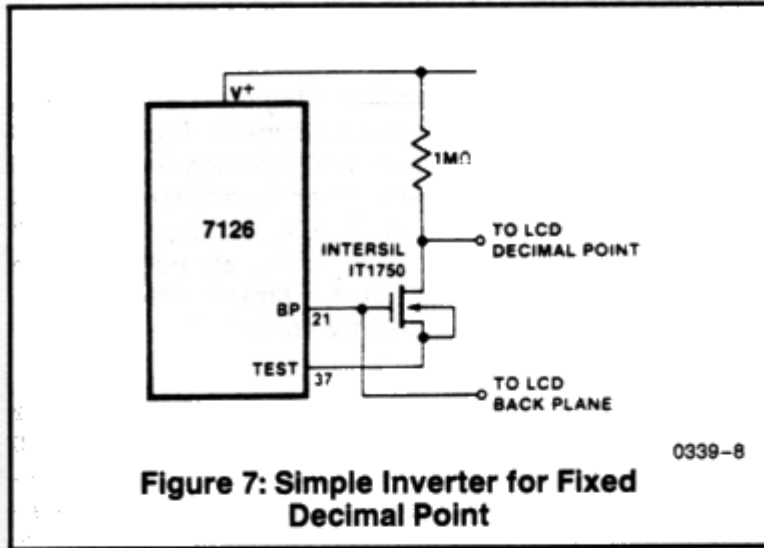 V+
1MΩ
7126
INTERSIL
IT1750
TO LCD
DECIMAL POINT
BP
21
TEST
37
TO LCD
BACK PLANE
0339-8
Figure 7: Simple Inverter for Fixed
Decimal Point